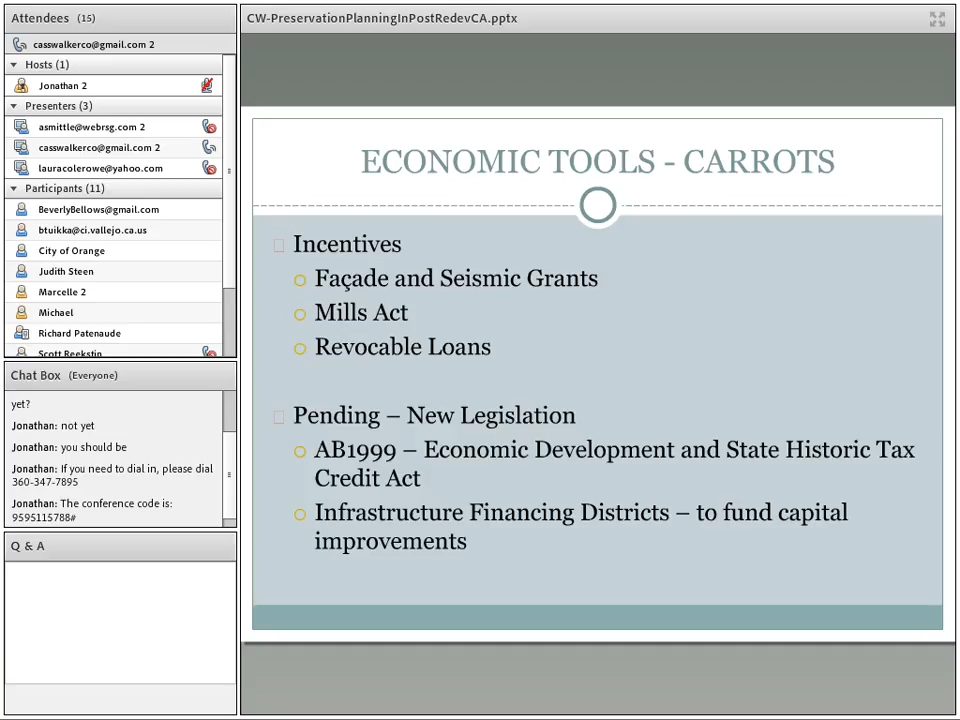 Attendees (15)
casswalkerco@gmail.com 2
Hosts (1)
Jonathan 2
Presenters (3)
asmittle@webrsg.com 2
casswalkerco@gmail.com 2
lauracolerowe@yahoo.com
Participants (11)
BeverlyBellows@gmail.com
btuikka@ci.vallejo.ca.us
City of Orange
Judith Steen
Marcelle 2
Michael
Richard Patenaude
Scott Reekstin
Chat Box (Everyone)
yet?
Jonathan: not yet
Jonathan: you should be
Jonathan: If you need to dial in, please dial
360-347-7895
Jonathan: The conference code is:
9595115788#
Q & A
CW-PreservationPlanningInPostRedevCA.pptx
ECONOMIC TOOLS - CARROTS
Incentives
Façade and Seismic Grants
Mills Act
Revocable Loans
Pending – New Legislation
AB1999 – Economic Development and State Historic Tax
Credit Act
Infrastructure Financing Districts – to fund capital
improvements